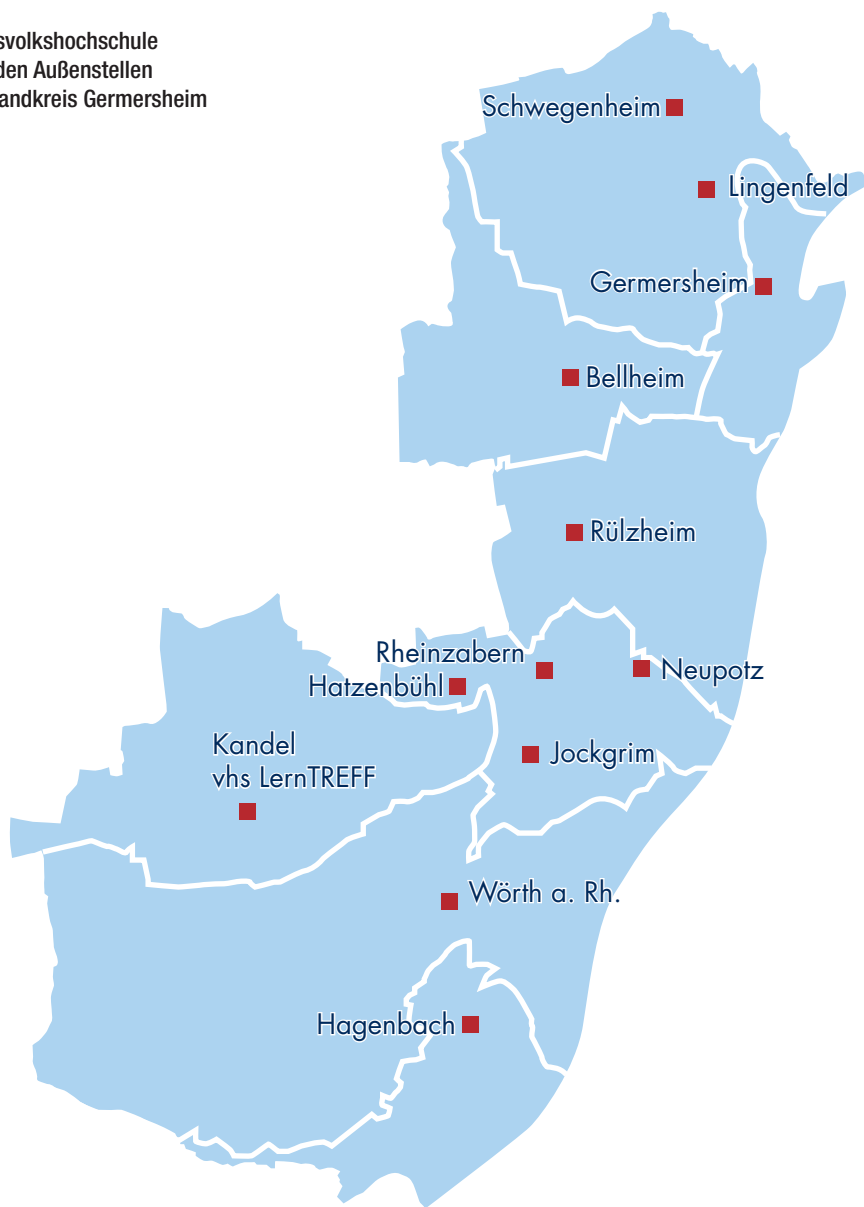 svolkshochschule
den Außenstellen
andkreis Germersheim
Schwegenheim
Lingenfeld
Germersheim
Bellheim
Rülzheim
Rheinzabern
Neupotz
Hatzenbühl
Kandel
vhs LernTREFF
Jockgrim
Wörth a. Rh.
Hagenbach